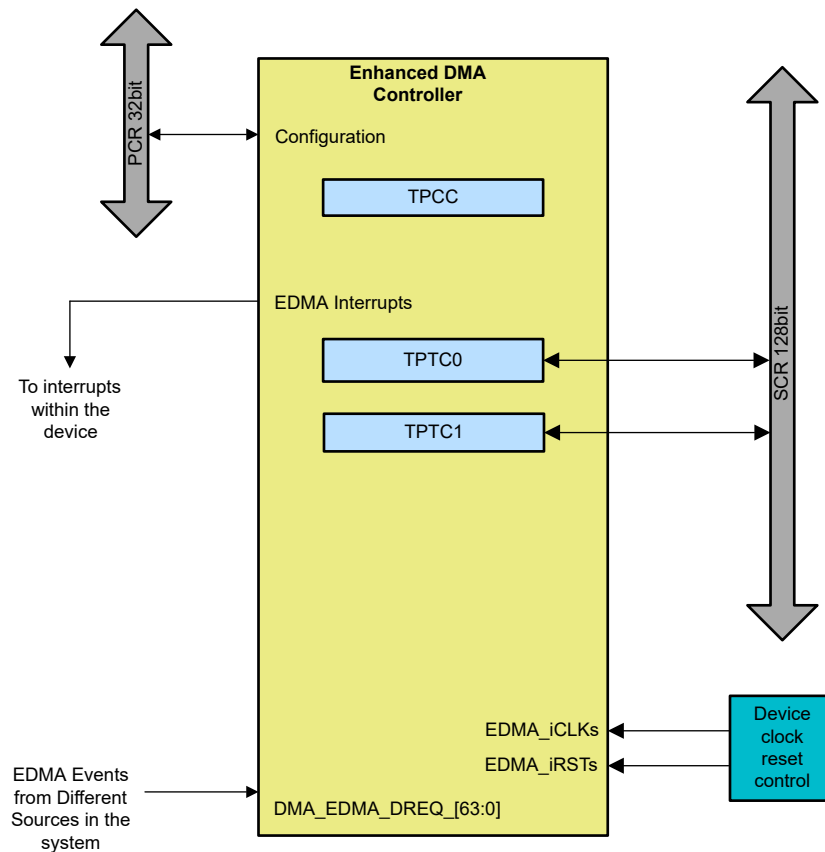 Enhanced DMA
Controller
PCR 32bit
Configuration
TPCC
EDMA Interrupts
TPTC0
To interrupts
within the
device
TPTC1
SCR 128bit
EDMA_iCLKs
EDMA_iRSTs
Device
clock
reset
control
EDMA Events
from Different
Sources in the
system
DMA_EDMA_DREQ_[63:0]